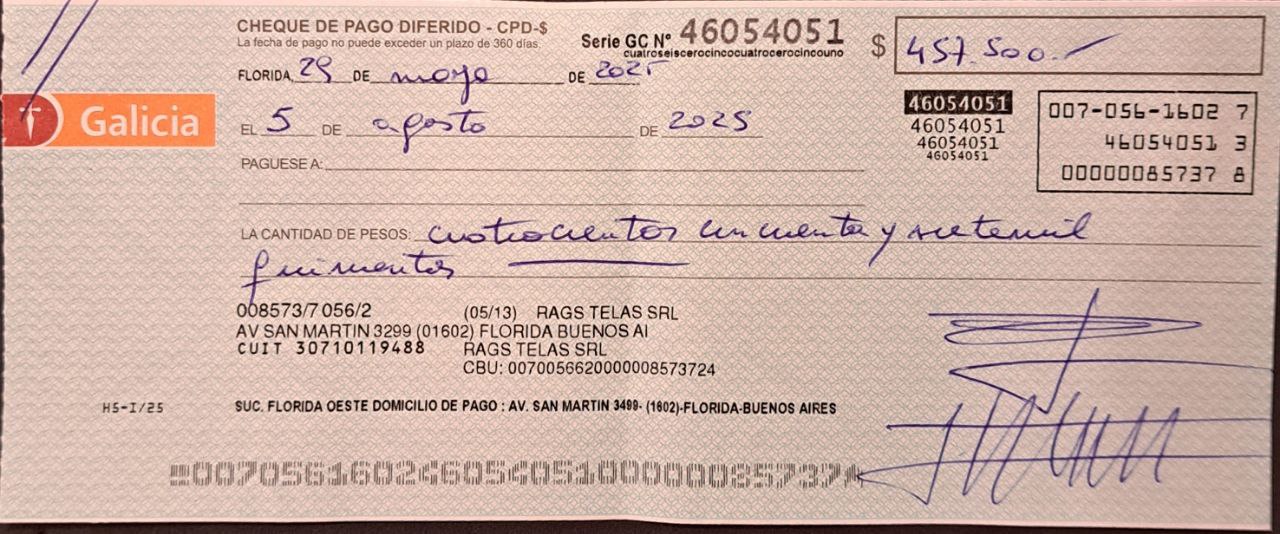 CHEQUE DE PAGO DIFERIDO - CPD-$
La fecha de pago no puede exceder un plazo de 360 días.
Serie GC Nº 46054051
cuatroseiscerocincocuatrocerocincouno
$ 457.500.-
FLORIDA, 29 DE mayo DE 2025
Galicia
EL 5 DE agosto DE 2025
46054051
46054051
46054051
46054051
007-056-1602 7
46054051 3
00000085737 8
PAGUESE A:
LA CANTIDAD DE PESOS: cuatrocientos cincuenta y siete mil
quinientos
008573/7 056/2 (05/13) RAGS TELAS SRL
AV SAN MARTIN 3299 (01602) FLORIDA BUENOS AI
CUIT 30710119488 RAGS TELAS SRL
CBU: 0070056620000008573724
H5-I/25
SUC. FLORIDA OESTE DOMICILIO DE PAGO : AV. SAN MARTIN 3499- (1602)-FLORIDA-BUENOS AIRES
00705616024605405100000085737